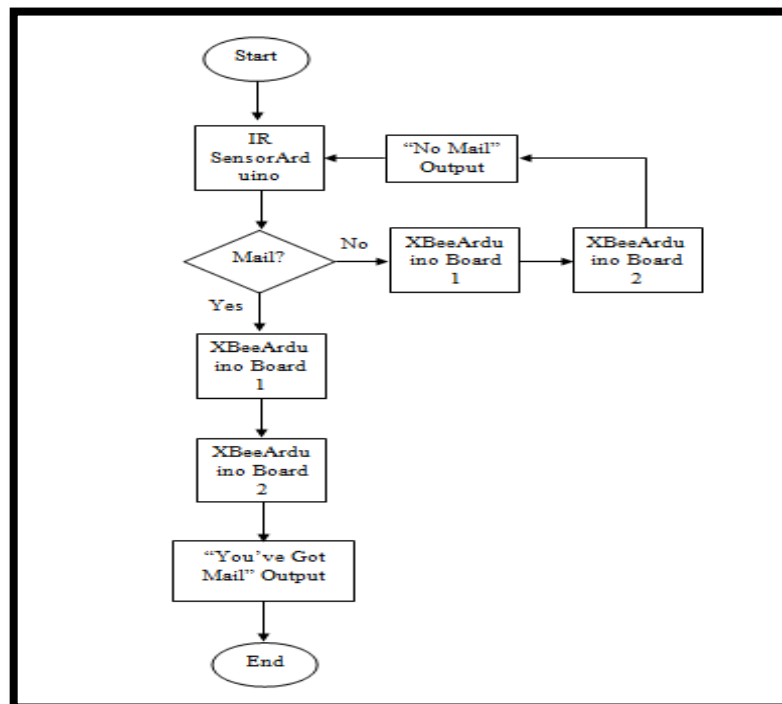 Start
IR
SensorArd
uino
“No Mail”
Output
Mail?
No
XBeeArdu
ino Board
1
XBeeArdu
ino Board
2
Yes
XBeeArdu
ino Board
1
XBeeArdu
ino Board
2
“You’ve Got
Mail” Output
End